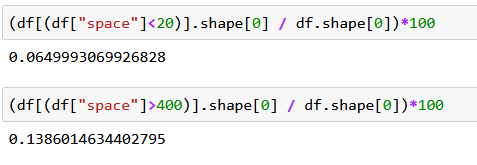 (df[(df["space"]<20)].shape[0] / df.shape[0])*100
0.0649993069926828
(df[(df["space"]>400)].shape[0] / df.shape[0])*100
0.1386014634402795